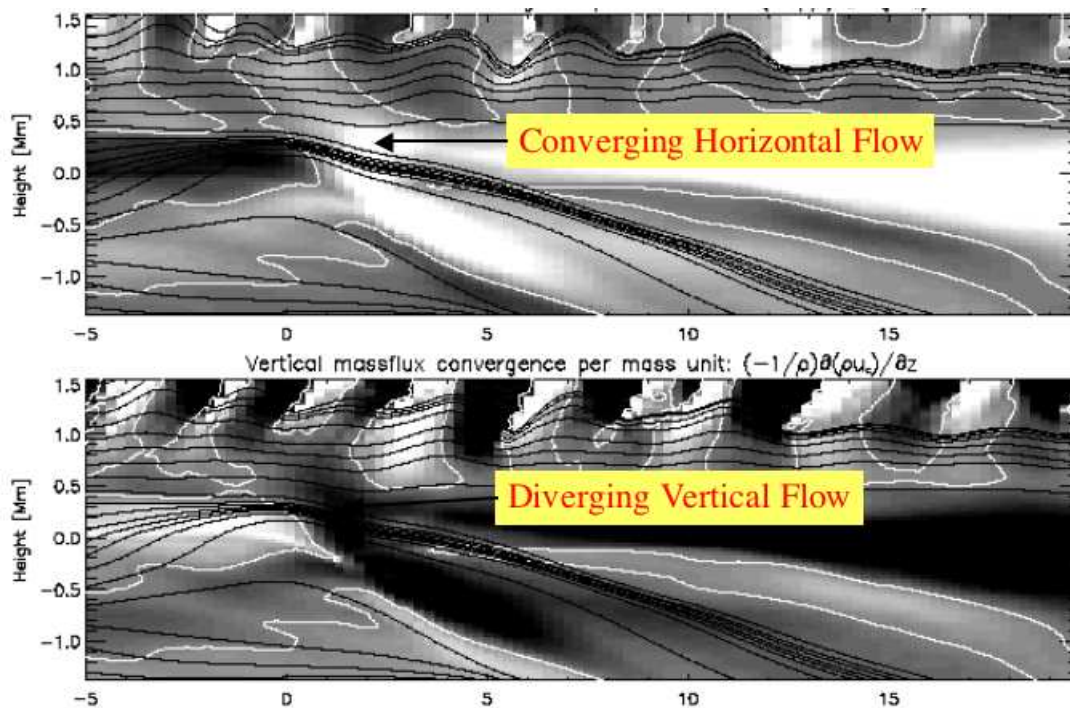 1.5
1.0
0.5
0.0
-0.5
-1.0
Height [Mm]
Converging Horizontal Flow
-5 0 5 10 15
Vertical massflux convergence per mass unit: (-1/ρ)∂(ρu_z)/∂z
1.5
1.0
0.5
0.0
-0.5
-1.0
Height [Mm]
Diverging Vertical Flow
-5 0 5 10 15